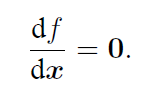 df/dx = 0.